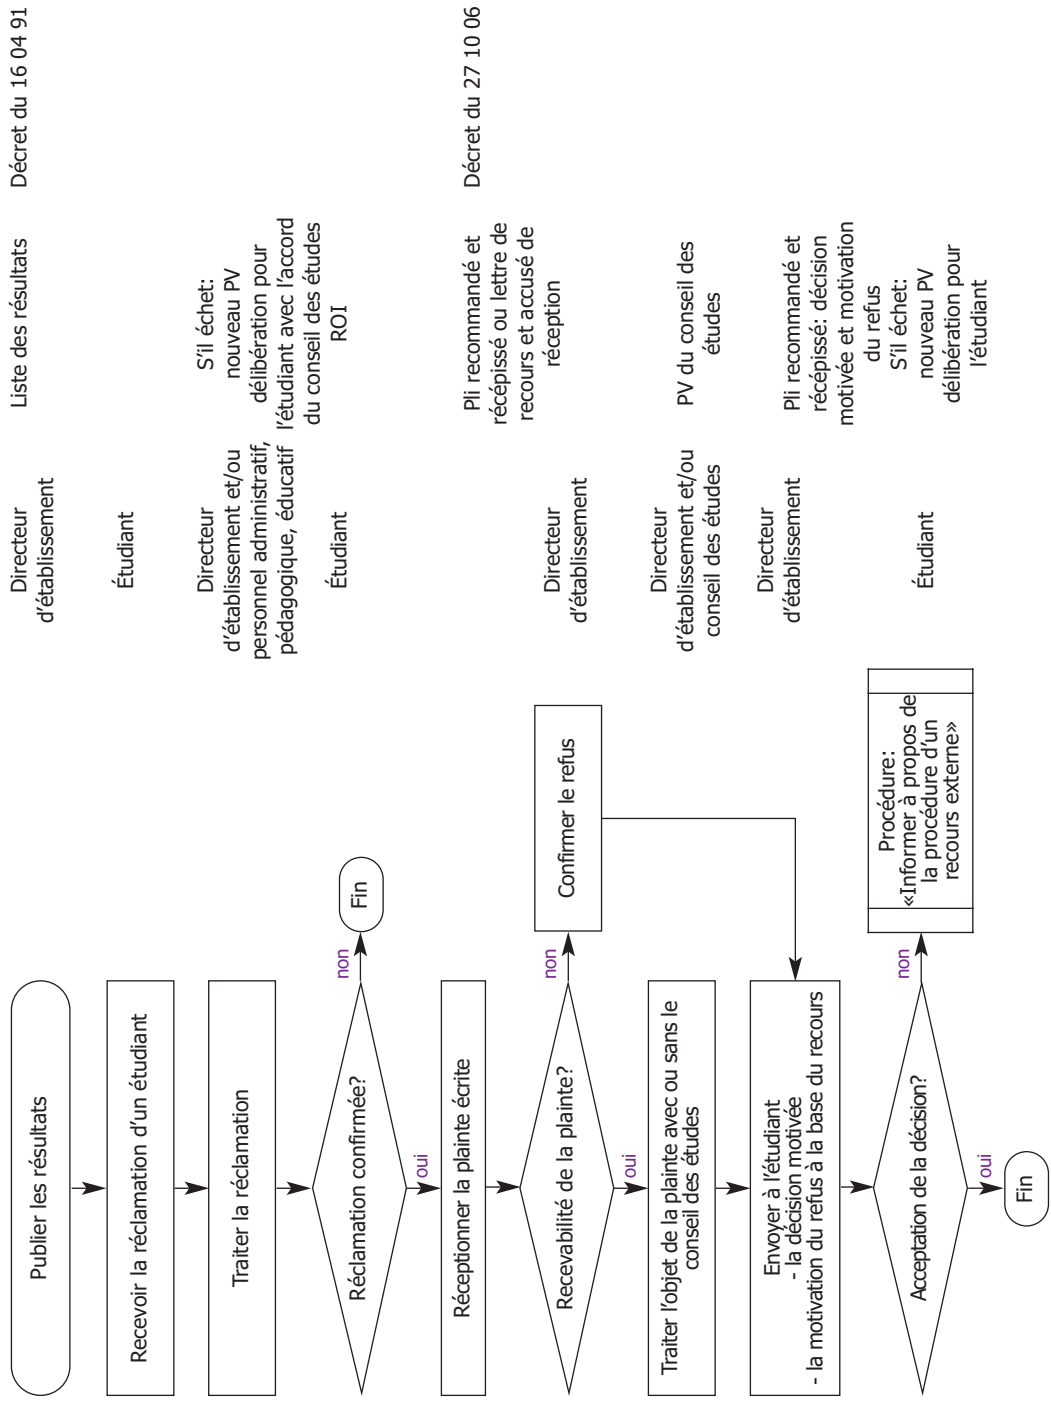 Publier les résultats
Directeur
d'établissement
Liste des résultats
Décret du 16 04 91
Recevoir la réclamation d'un étudiant
Étudiant
Traiter la réclamation
Directeur
d'établissement et/ou
personnel administratif,
pédagogique, éducatif
S'il échet:
nouveau PV
délibération pour
l'étudiant avec l'accord
du conseil des études
ROI
Réclamation confirmée?
non
Fin
Étudiant
oui
Réceptionner la plainte écrite
Pli recommandé et
récépissé ou lettre de
recours et accusé de
réception
Décret du 27 10 06
Recevabilité de la plainte?
non
Confirmer le refus
Directeur
d'établissement
oui
Traiter l'objet de la plainte avec ou sans le
conseil des études
Directeur
d'établissement et/ou
conseil des études
PV du conseil des
études
Envoyer à l'étudiant
- la décision motivée
- la motivation du refus à la base du recours
Directeur
d'établissement
Pli recommandé et
récépissé: décision
motivée et motivation
du refus
S'il échet:
nouveau PV
délibération pour
l'étudiant
Acceptation de la décision?
non
Procédure:
«Informer à propos de
la procédure d'un
recours externe»
Étudiant
oui
Fin